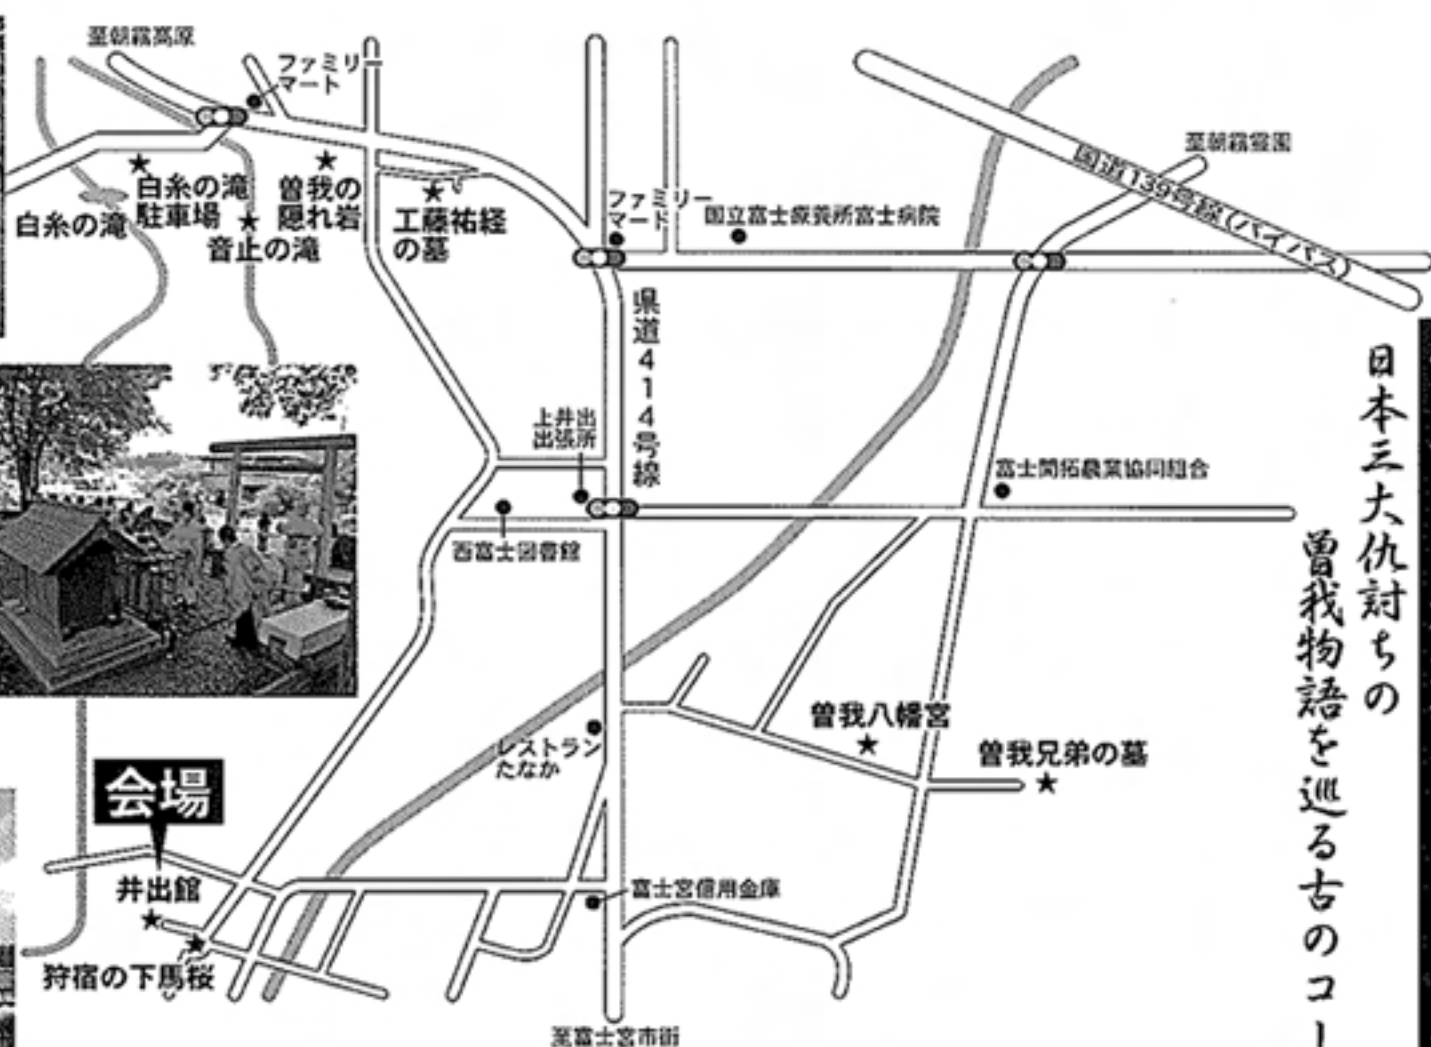 至朝霧高原
ファミリー
マート
白糸の滝
駐車場
白糸の滝
音止の滝
曽我の
隠れ岩
工藤祐経
の墓
ファミリー
マート
国立富士療養所富士病院
至朝霧霊園
国道139号線(バイパス)
県道414号線
上井出
出張所
西富士図書館
富士開拓農業協同組合
日本三大仇討ちの
曽我物語を巡る古のコー
レストラン
たなか
曽我八幡宮
曽我兄弟の墓
会場
井出館
狩宿の下馬桜
富士宮信用金庫
至富士宮市街